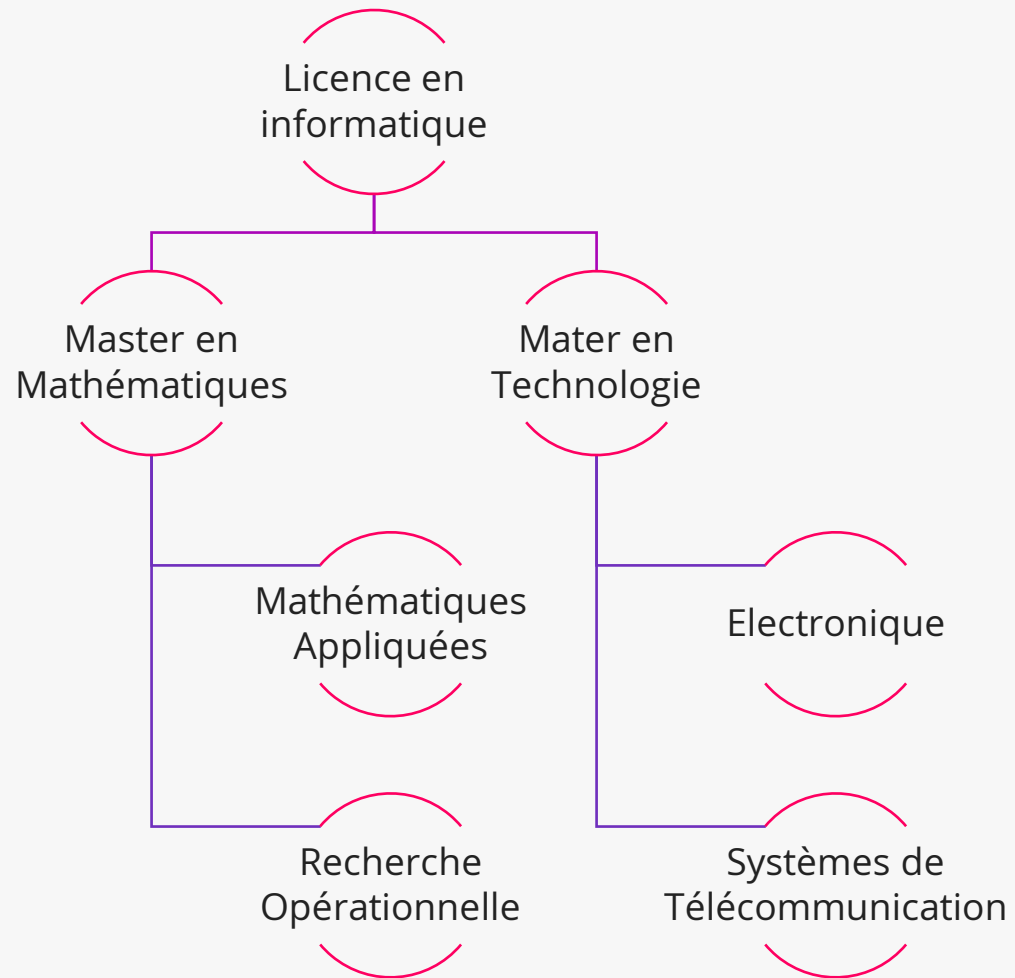 Licence en
informatique
Master en
Mathématiques
Mater en
Technologie
Mathématiques
Appliquées
Electronique
Recherche
Opérationnelle
Systèmes de
Télécommunication